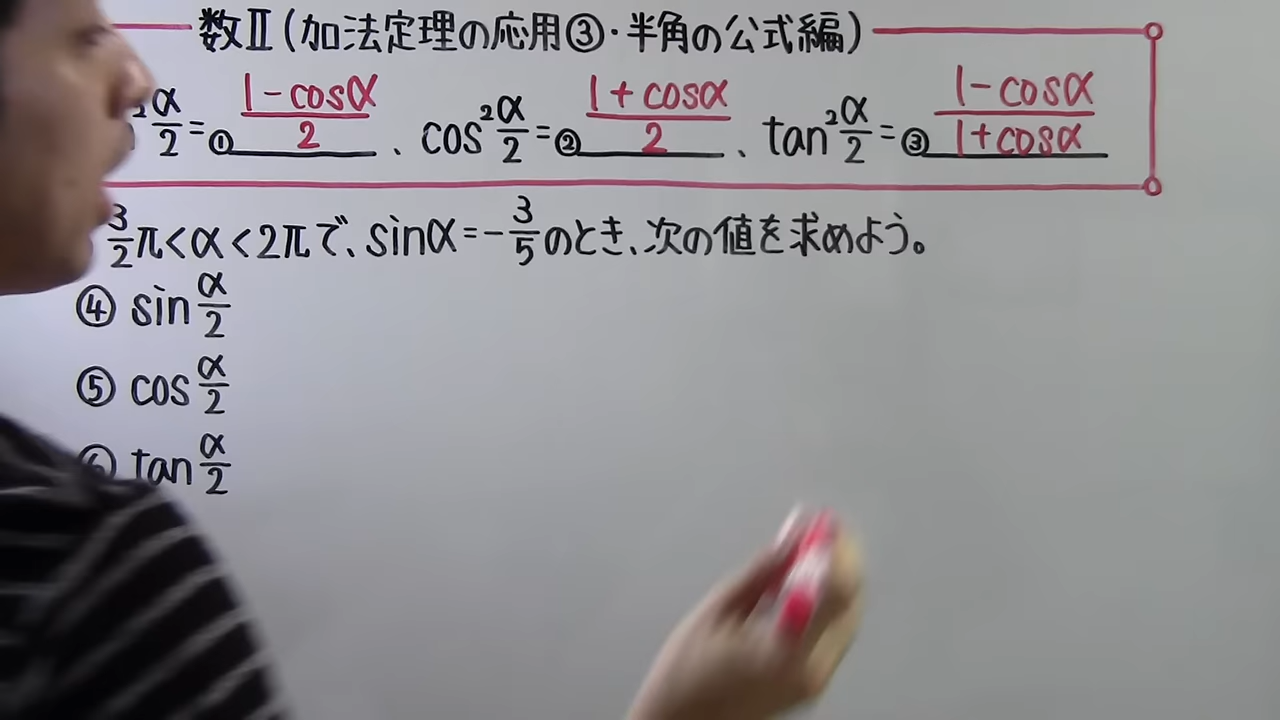 数Ⅱ(加法定理の応用③・半角の公式編)
²α/2=①(1-cosα)/2、cos²α/2=②(1+cosα)/2、tan²α/2=③(1-cosα)/(1+cosα)
3/2π<α<2πで、sinα=-3/5のとき、次の値を求めよう。
④ sin α/2
⑤ cos α/2
⑥ tan α/2